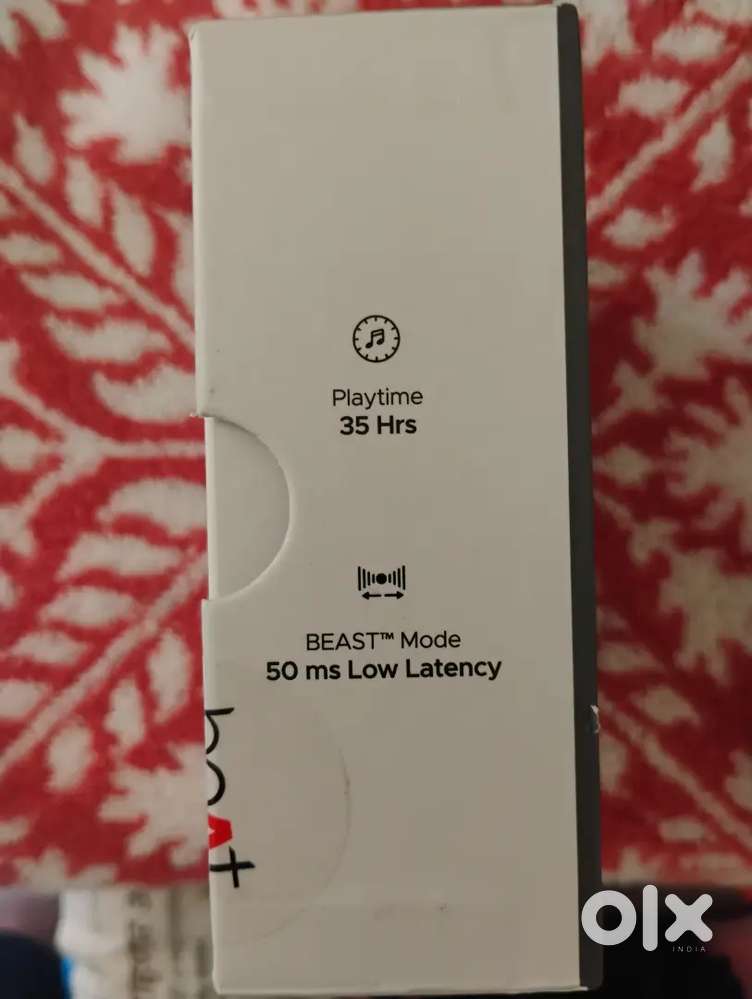 Playtime
35 Hrs
BEAST™ Mode
50 ms Low Latency
boAt
olx
INDIA